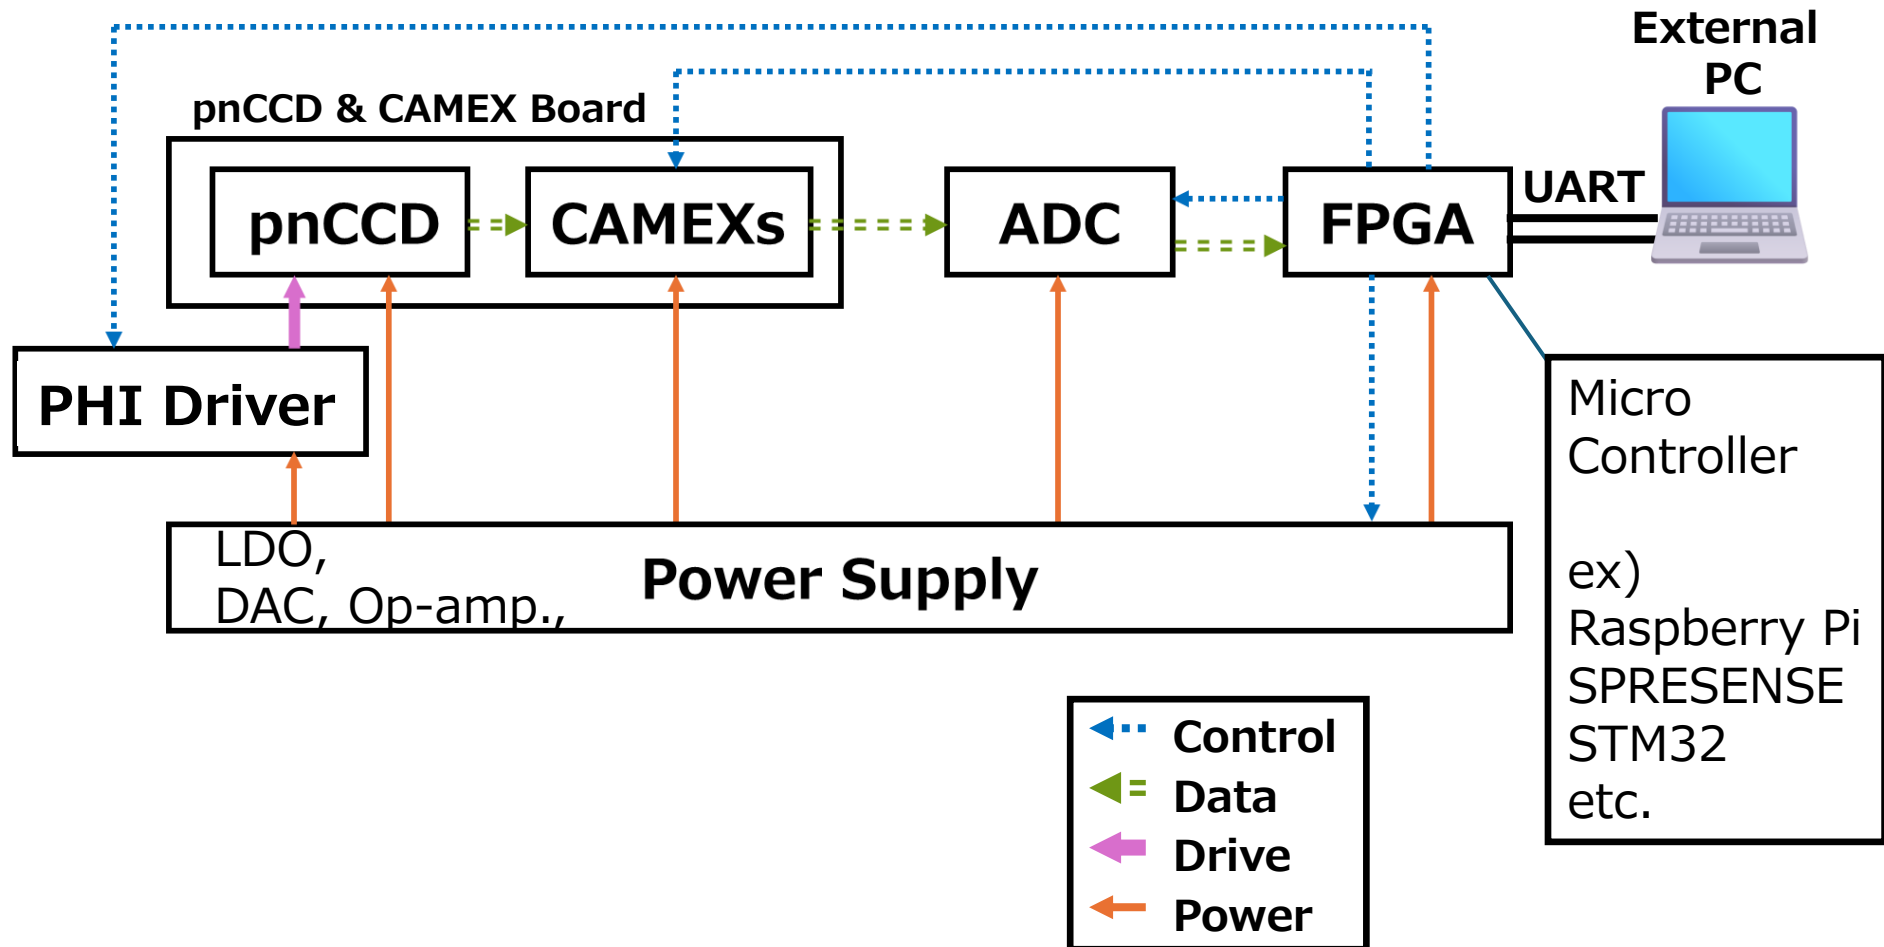 External
PC
pnCCD & CAMEX Board
pnCCD
CAMEXs
ADC
FPGA
UART
PHI Driver
Micro
Controller
ex)
Raspberry Pi
SPRESENSE
STM32
etc.
LDO,
DAC, Op-amp.,
Power Supply
Control
Data
Drive
Power